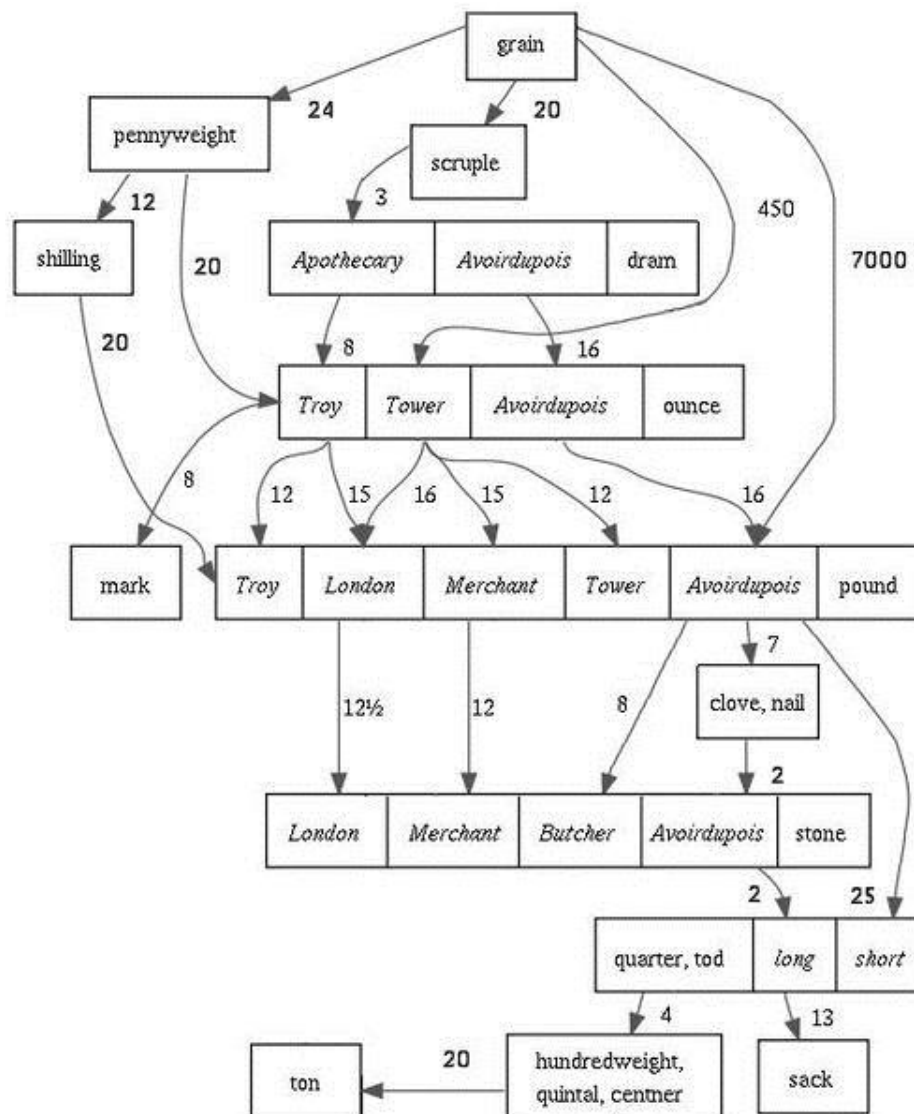 grain
24
20
pennyweight
scruple
12
3
450
shilling
20
Apothecary Avoirdupois dram
7000
20
8
16
Troy Tower Avoirdupois ounce
8
12
15
16
15
12
16
mark
Troy London Merchant Tower Avoirdupois pound
7
12½
12
8
clove, nail
2
London Merchant Butcher Avoirdupois stone
2
25
quarter, tod long short
4
13
20
ton
hundredweight,
quintal, centner
sack